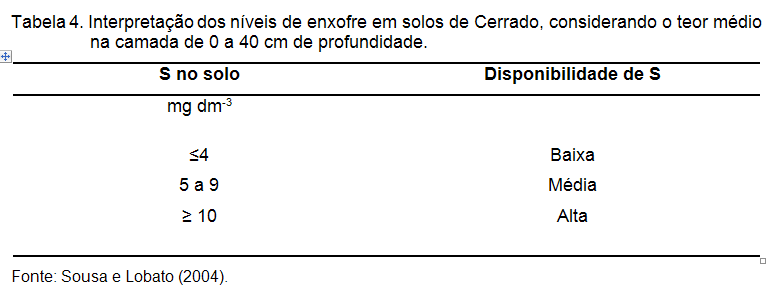 Tabela 4. Interpretação dos níveis de enxofre em solos de Cerrado, considerando o teor médio
na camada de 0 a 40 cm de profundidade.
S no solo Disponibilidade de S
mg dm-3
≤4 Baixa
5 a 9 Média
≥ 10 Alta
Fonte: Sousa e Lobato (2004).